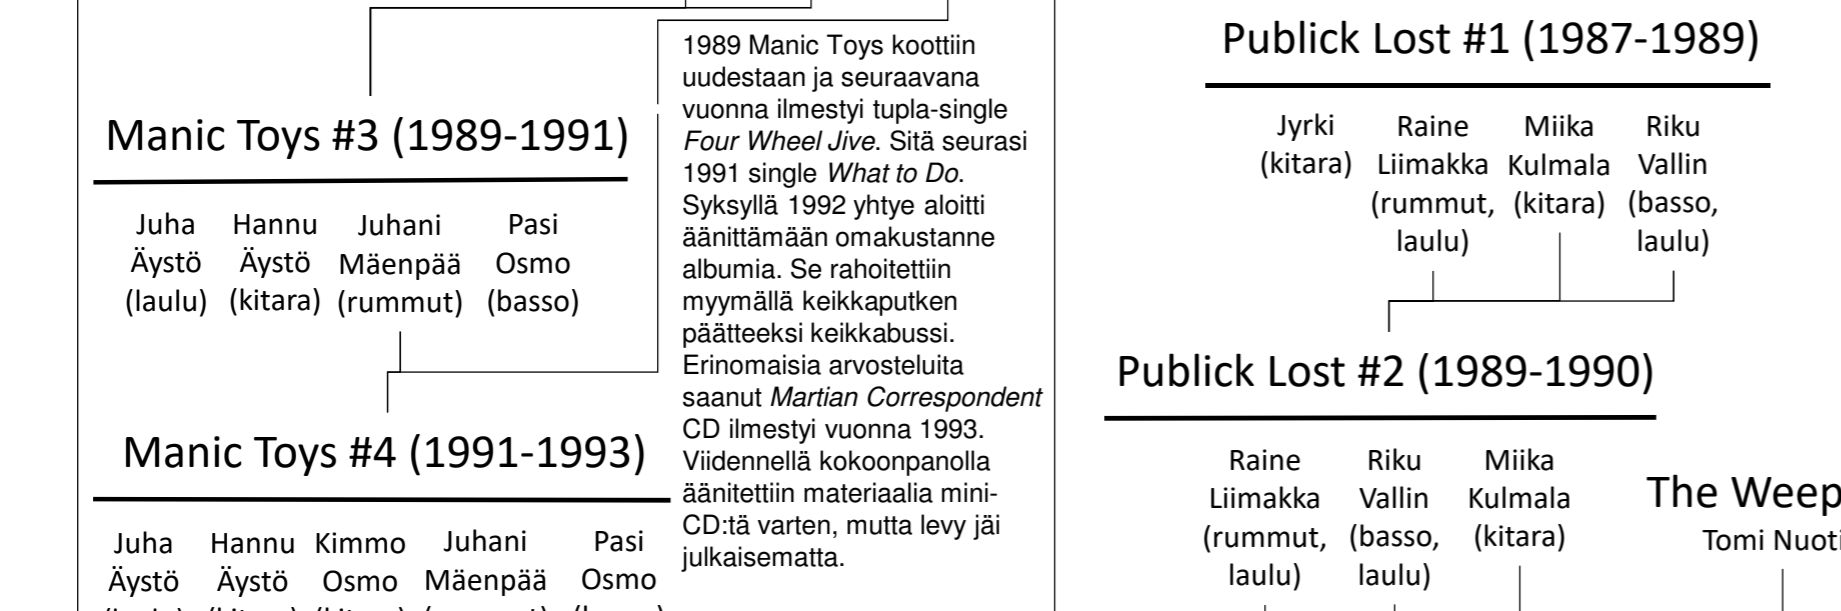 Manic Toys #3 (1989-1991)
Juha Hannu Juhani Pasi
Äystö Äystö Mäenpää Osmo
(laulu) (kitara) (rummut) (basso)
Manic Toys #4 (1991-1993)
Juha Hannu Kimmo Juhani Pasi
Äystö Äystö Osmo Mäenpää Osmo
1989 Manic Toys koottiin
uudestaan ja seuraavana
vuonna ilmestyi tupla-single
Four Wheel Jive. Sitä seurasi
1991 single What to Do.
Syksyllä 1992 yhtye aloitti
äänittämään omakustanne
albumia. Se rahoitettiin
myymällä keikkaputken
päätteeksi keikkabussi.
Erinomaisia arvosteluita
saanut Martian Correspondent
CD ilmestyi vuonna 1993.
Viidennellä kokoonpanolla
äänitettiin materiaalia mini-
CD:tä varten, mutta levy jäi
julkaisematta.
Publick Lost #1 (1987-1989)
Jyrki Raine Miika Riku
(kitara) Liimakka Kulmala Vallin
(rummut, (kitara) (basso,
laulu) laulu)
Publick Lost #2 (1989-1990)
Raine Riku Miika
Liimakka Vallin Kulmala
(rummut, (basso, (kitara)
laulu) laulu)
The Weep
Tomi Nuoti